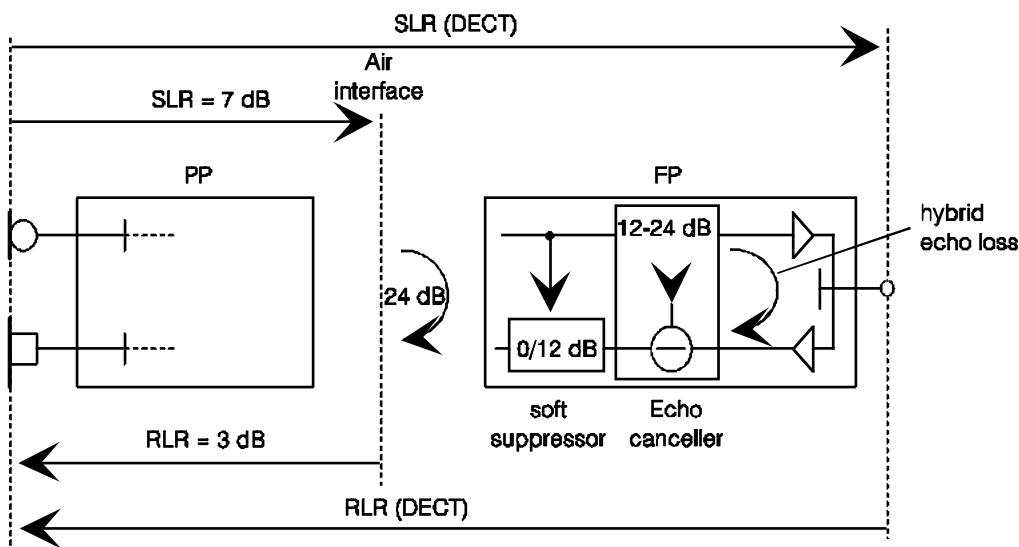 SLR (DECT)
Air
interface
SLR = 7 dB
PP
FP
12-24 dB
hybrid
echo loss
24 dB
0/12 dB
soft
suppressor
Echo
canceller
RLR = 3 dB
RLR (DECT)